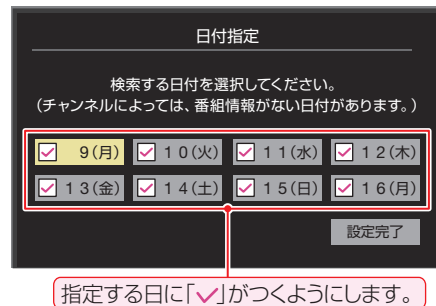 日付指定
検索する日付を選択してください。
(チャンネルによっては、番組情報がない日付があります。)
9(月) 10(火) 11(水) 12(木)
13(金) 14(土) 15(日) 16(月)
設定完了
指定する日に「✓」がつくようにします。